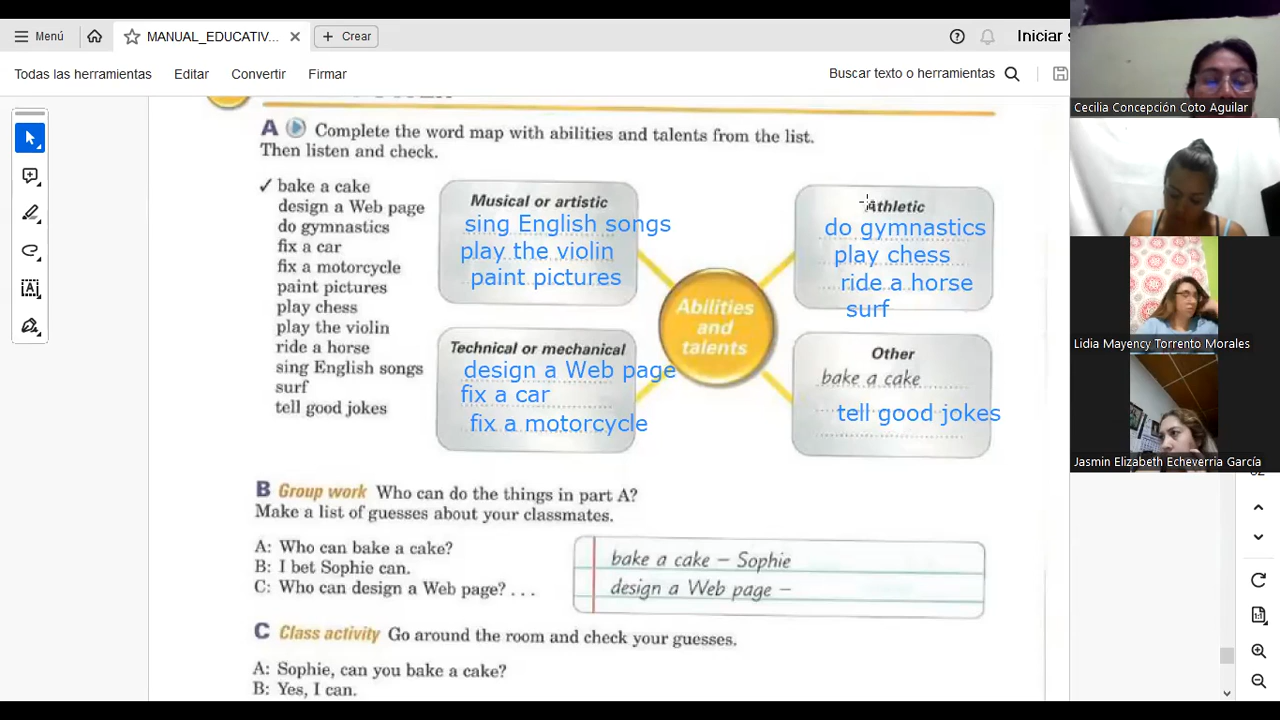 Menú
MANUAL_EDUCATIV...
Crear
Iniciar s
Todas las herramientas
Editar
Convertir
Firmar
Buscar texto o herramientas
A Complete the word map with abilities and talents from the list.
Then listen and check.
✓ bake a cake
design a Web page
do gymnastics
fix a car
fix a motorcycle
paint pictures
play chess
play the violin
ride a horse
sing English songs
surf
tell good jokes
Musical or artistic
sing English songs
play the violin
paint pictures
Athletic
do gymnastics
play chess
ride a horse
surf
Abilities
and
talents
Technical or mechanical
design a Web page
fix a car
fix a motorcycle
Other
bake a cake
tell good jokes
B Group work Who can do the things in part A?
Make a list of guesses about your classmates.
A: Who can bake a cake?
B: I bet Sophie can.
C: Who can design a Web page? . . .
bake a cake – Sophie
design a Web page –
C Class activity Go around the room and check your guesses.
A: Sophie, can you bake a cake?
B: Yes, I can.
Cecilia Concepción Coto Aguilar
Lidia Mayency Torrento Morales
Jasmin Elizabeth Echeverria García